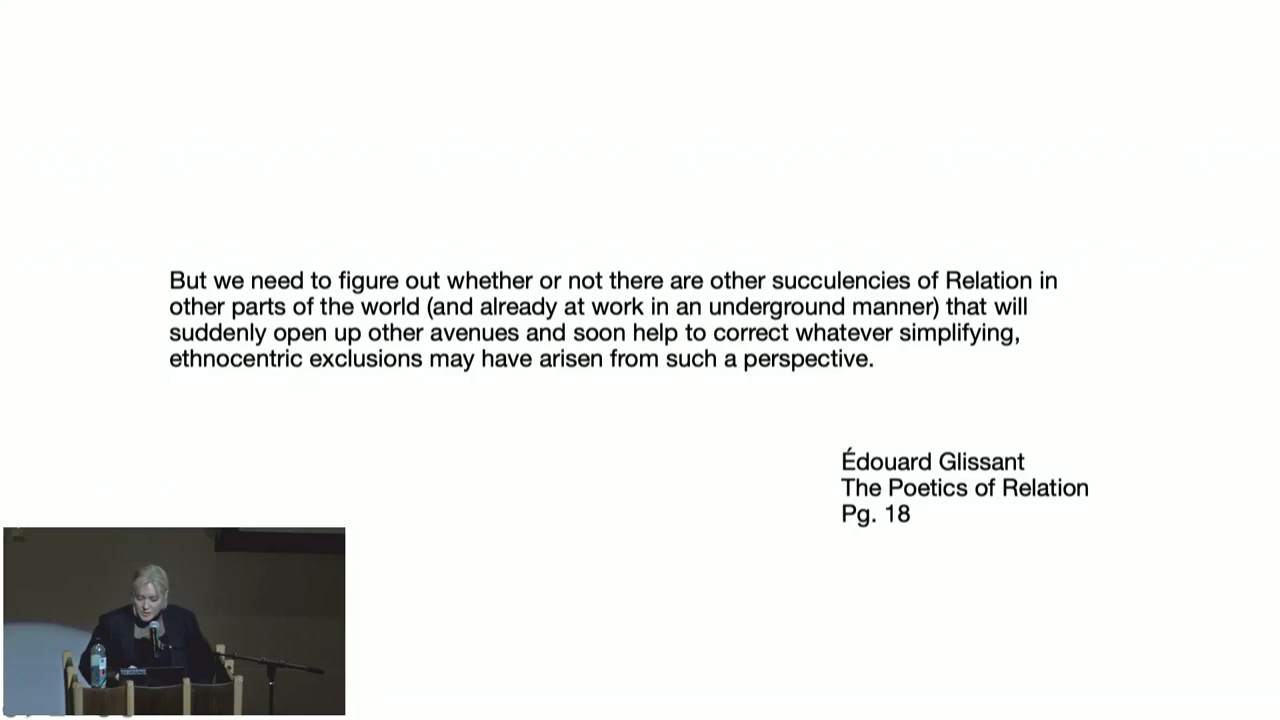 But we need to figure out whether or not there are other succulencies of Relation in
other parts of the world (and already at work in an underground manner) that will
suddenly open up other avenues and soon help to correct whatever simplifying,
ethnocentric exclusions may have arisen from such a perspective.
Édouard Glissant
The Poetics of Relation
Pg. 18